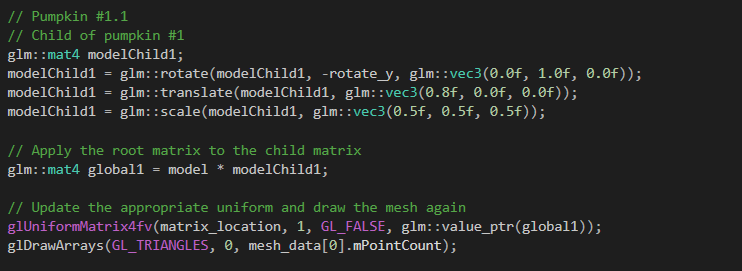 // Pumpkin #1.1
// Child of pumpkin #1
glm::mat4 modelChild1;
modelChild1 = glm::rotate(modelChild1, -rotate_y, glm::vec3(0.0f, 1.0f, 0.0f));
modelChild1 = glm::translate(modelChild1, glm::vec3(0.8f, 0.0f, 0.0f));
modelChild1 = glm::scale(modelChild1, glm::vec3(0.5f, 0.5f, 0.5f));
// Apply the root matrix to the child matrix
glm::mat4 global1 = model * modelChild1;
// Update the appropriate uniform and draw the mesh again
glUniformMatrix4fv(matrix_location, 1, GL_FALSE, glm::value_ptr(global1));
glDrawArrays(GL_TRIANGLES, 0, mesh_data[0].mPointCount);